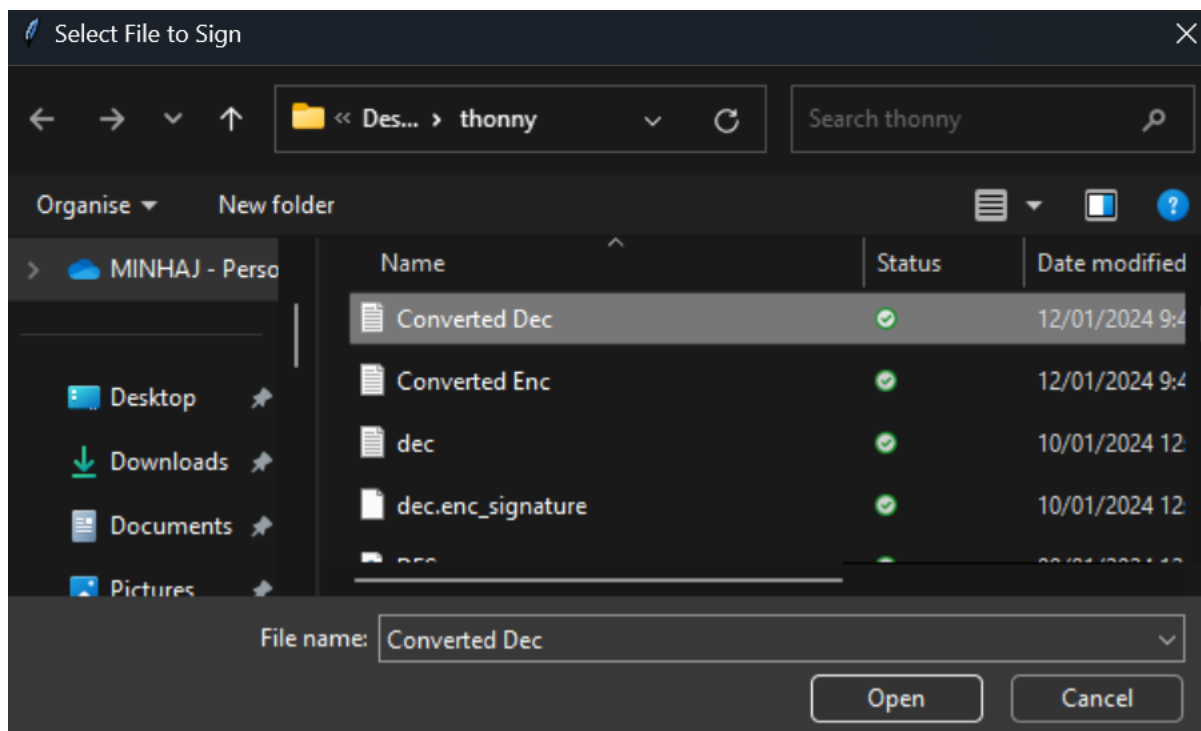 Select File to Sign
« Des... › thonny
Search thonny
Organise
New folder
?
MINHAJ - Perso
Name
Status
Date modified
Converted Dec
12/01/2024 9:4
Converted Enc
12/01/2024 9:4
Desktop
dec
10/01/2024 12:
Downloads
dec.enc_signature
10/01/2024 12:
Documents
Pictures
File name:
Converted Dec
Open
Cancel